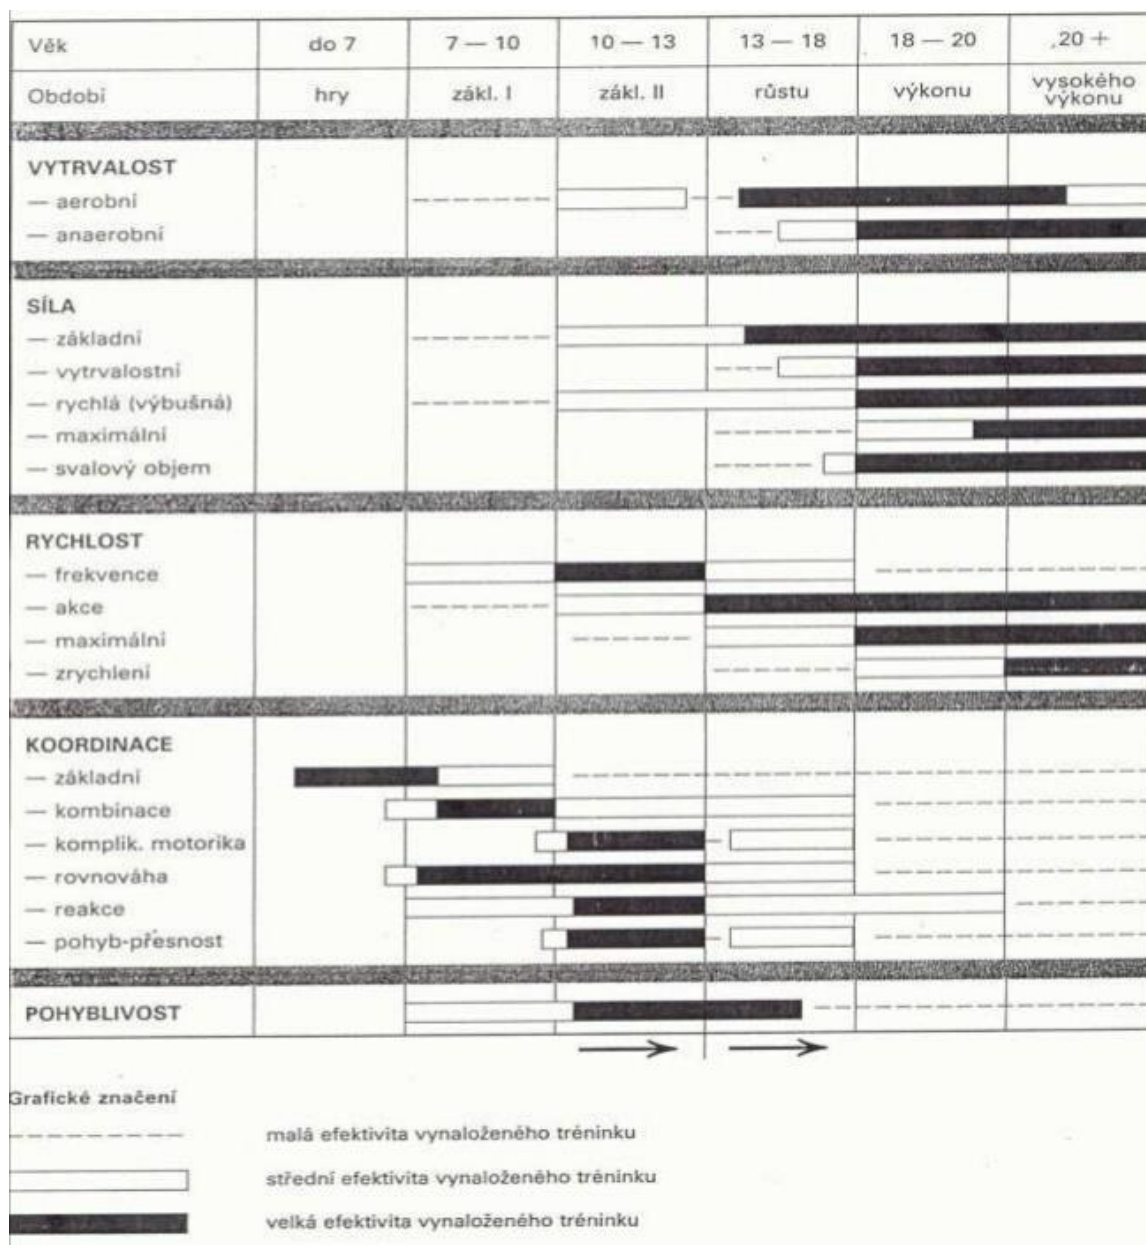 Věk do 7 7 — 10 10 — 13 13 — 18 18 — 20 20 +
Období hry zákl. I zákl. II růstu výkonu vysokého výkonu
VYTRVALOST
— aerobní
— anaerobní
SÍLA
— základní
— vytrvalostní
— rychlá (výbušná)
— maximální
— svalový objem
RYCHLOST
— frekvence
— akce
— maximální
— zrychlení
KOORDINACE
— základní
— kombinace
— komplik. motorika
— rovnováha
— reakce
— pohyb-přesnost
POHYBLIVOST
Grafické značení
malá efektivita vynaloženého tréninku
střední efektivita vynaloženého tréninku
velká efektivita vynaloženého tréninku